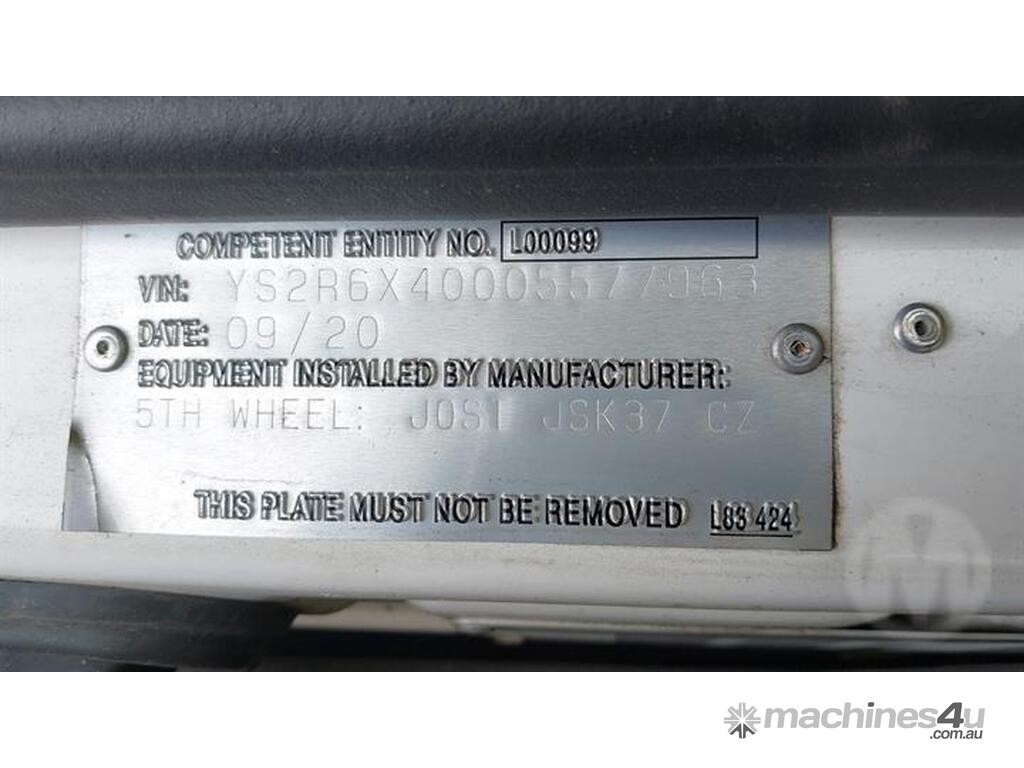 COMPETENT ENTITY NO. L00099
VIN: YS2R6X40005577963
DATE: 09/20
EQUIPMENT INSTALLED BY MANUFACTURER:
5TH WHEEL: JOST JSK37 CZ
THIS PLATE MUST NOT BE REMOVED L83 424
M
machines4u
.com.au